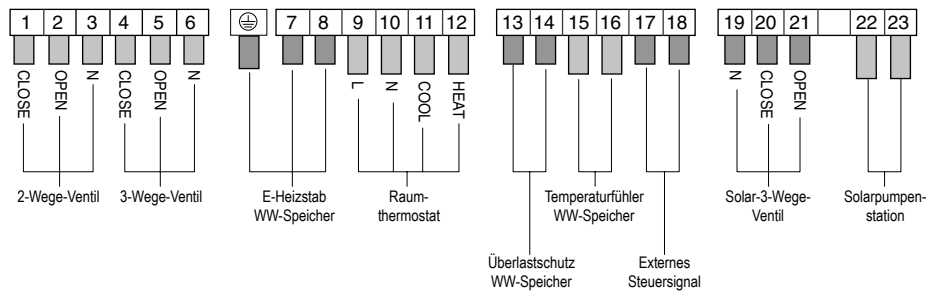 1 2 3 4 5 6 7 8 9 10 11 12 13 14 15 16 17 18 19 20 21 22 23
CLOSE OPEN N CLOSE OPEN N L N COOL HEAT N CLOSE OPEN
2-Wege-Ventil
3-Wege-Ventil
E-Heizstab
WW-Speicher
Raum-
thermostat
Temperaturfühler
WW-Speicher
Solar-3-Wege-
Ventil
Solarpumpen-
station
Überlastschutz
WW-Speicher
Externes
Steuersignal